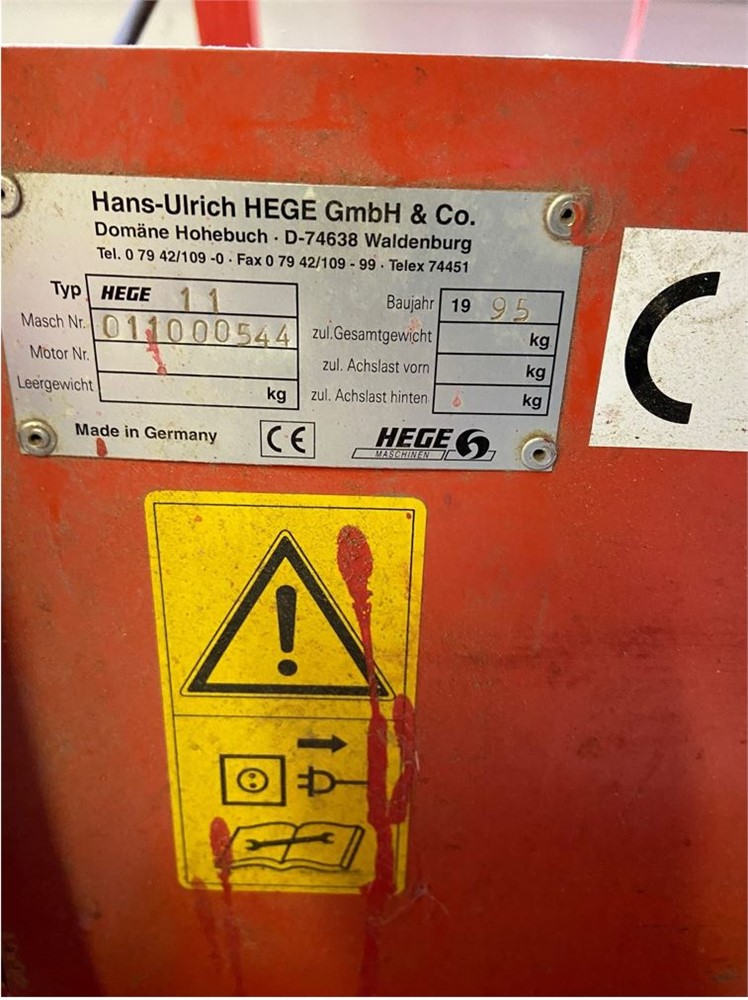 Hans-Ulrich HEGE GmbH & Co.
Domäne Hohebuch · D-74638 Waldenburg
Tel. 0 79 42/109 -0 · Fax 0 79 42/109 - 99 · Telex 74451
Typ HEGE 11 Baujahr 19 95
Masch Nr. 011000544 zul.Gesamtgewicht kg
Motor Nr. zul. Achslast vorn kg
Leergewicht kg zul. Achslast hinten kg
Made in Germany CE HEGE
MASCHINEN
C